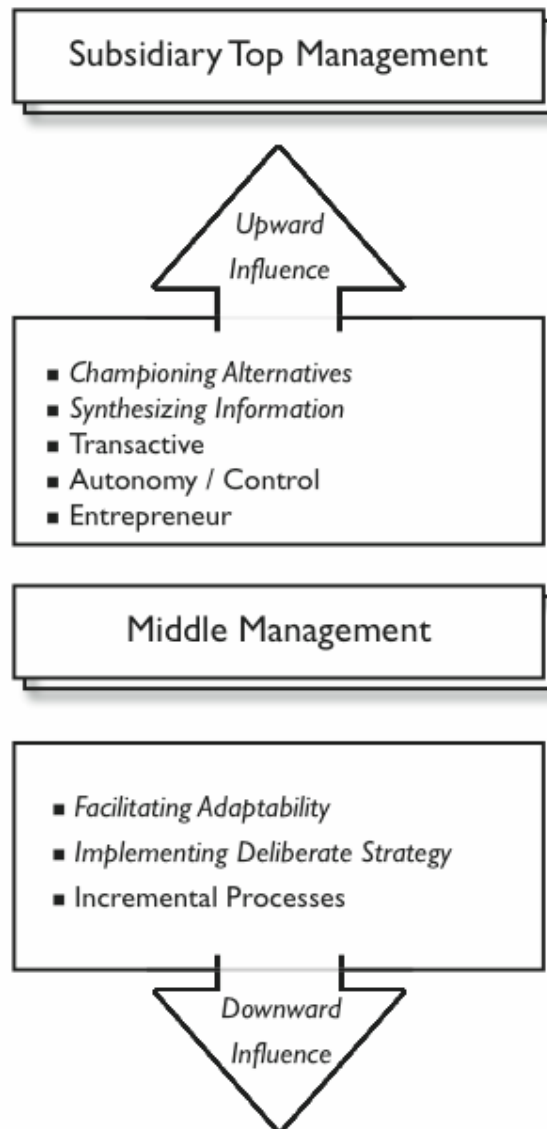 Subsidiary Top Management
Upward
Influence
▪ Championing Alternatives
▪ Synthesizing Information
▪ Transactive
▪ Autonomy / Control
▪ Entrepreneur
Middle Management
▪ Facilitating Adaptability
▪ Implementing Deliberate Strategy
▪ Incremental Processes
Downward
Influence